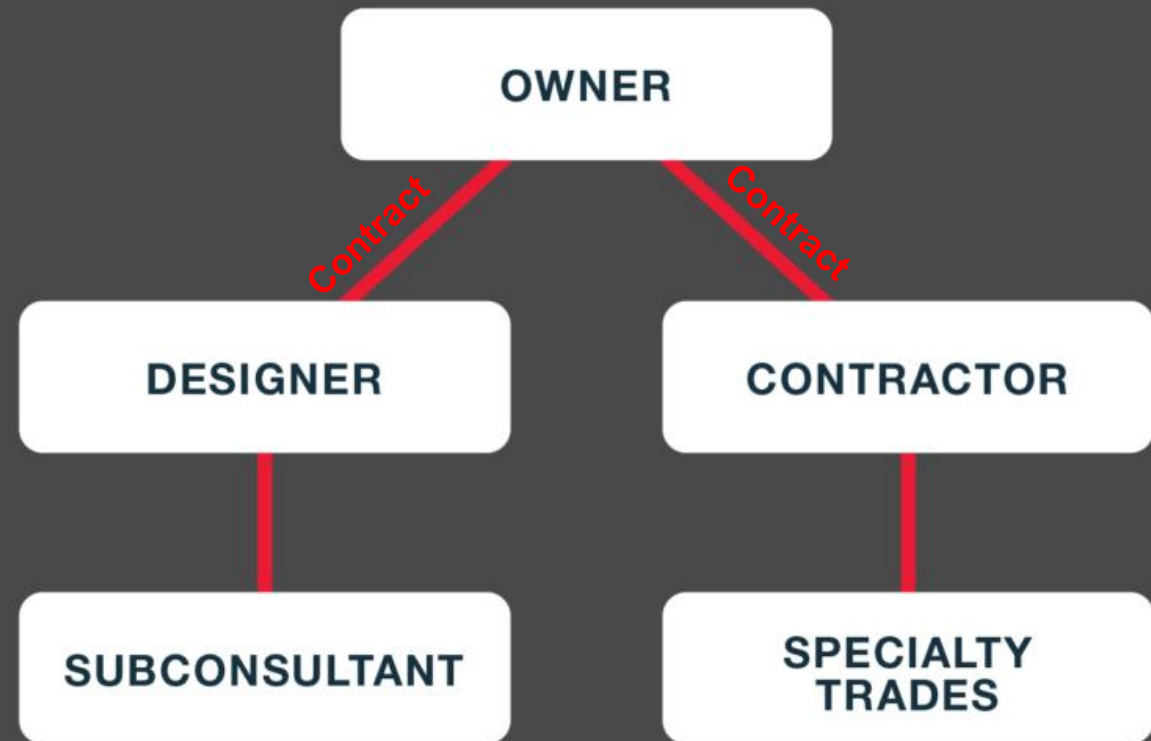 OWNER
Contract
Contract
DESIGNER
CONTRACTOR
SUBCONSULTANT
SPECIALTY
TRADES